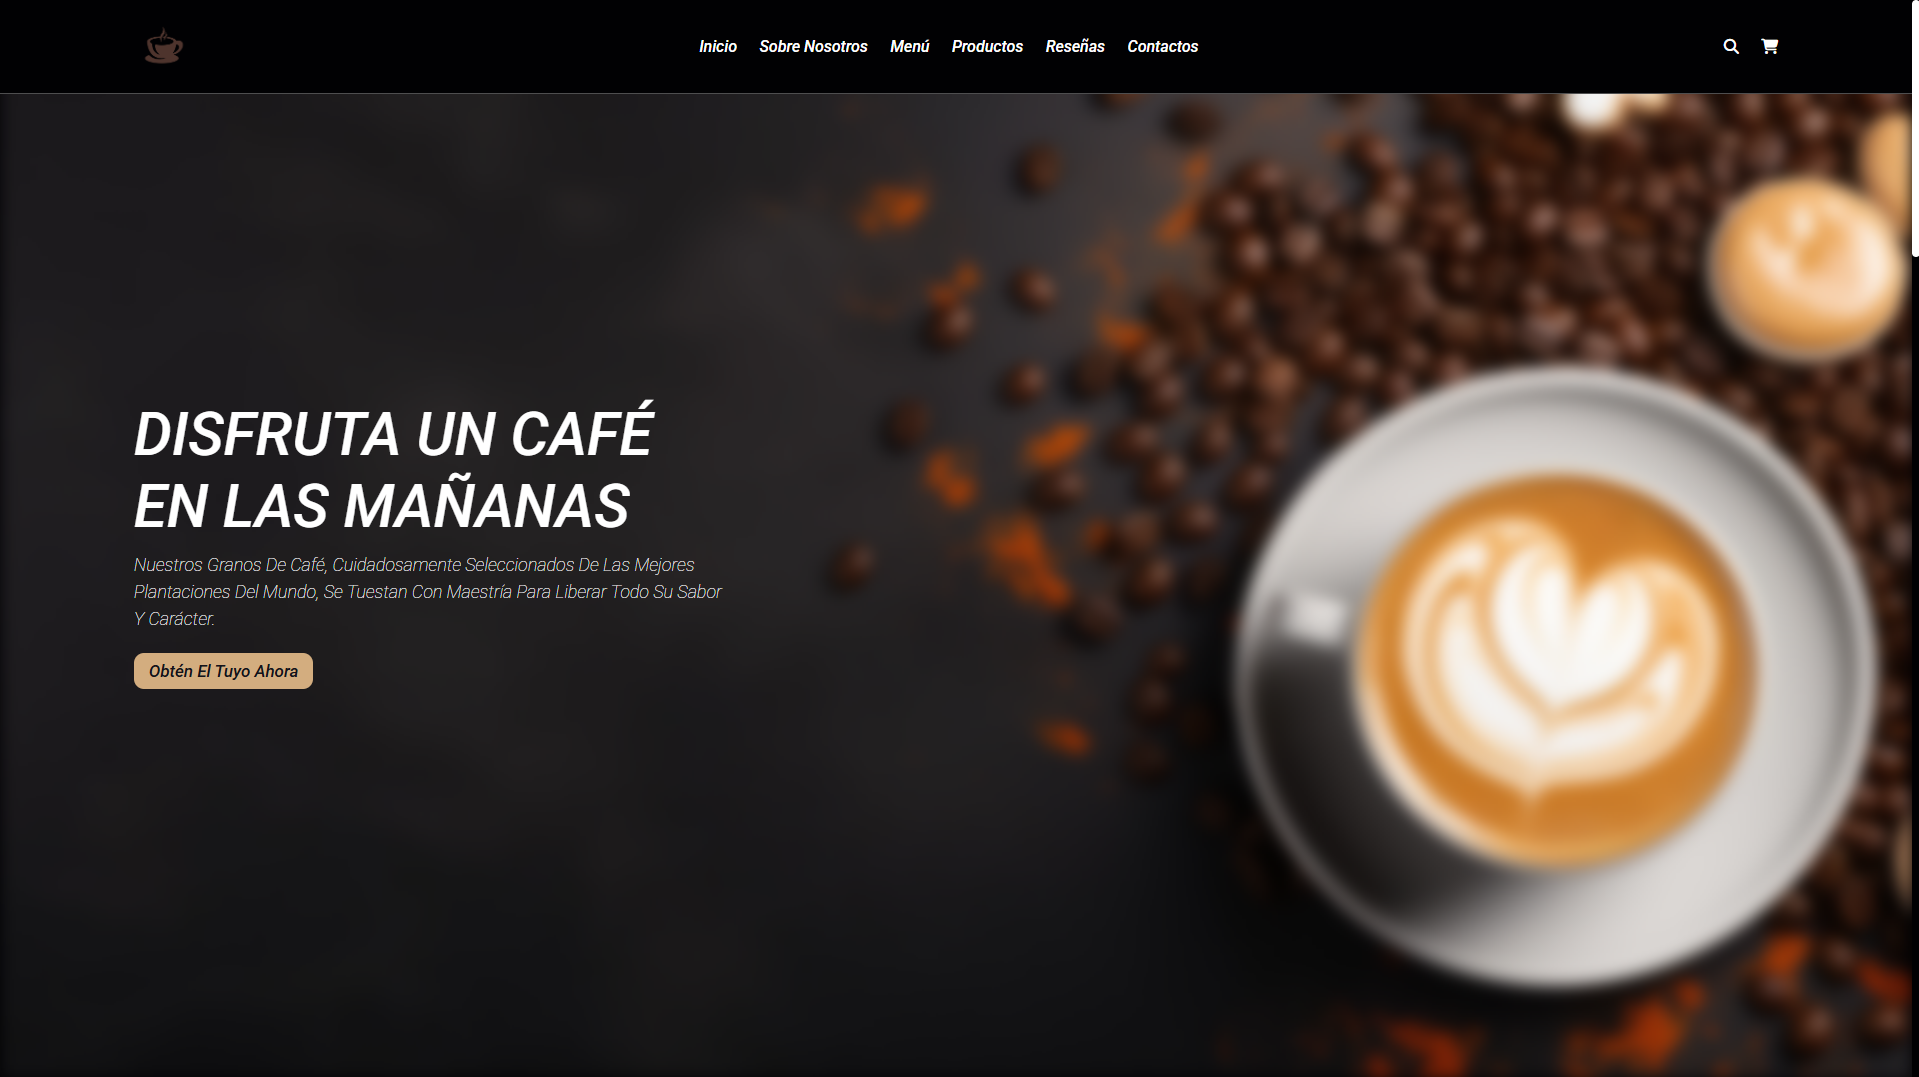 Inicio Sobre Nosotros Menú Productos Reseñas Contactos
DISFRUTA UN CAFÉ
EN LAS MAÑANAS
Nuestros Granos De Café, Cuidadosamente Seleccionados De Las Mejores
Plantaciones Del Mundo, Se Tuestan Con Maestría Para Liberar Todo Su Sabor
Y Carácter.
Obtén El Tuyo Ahora